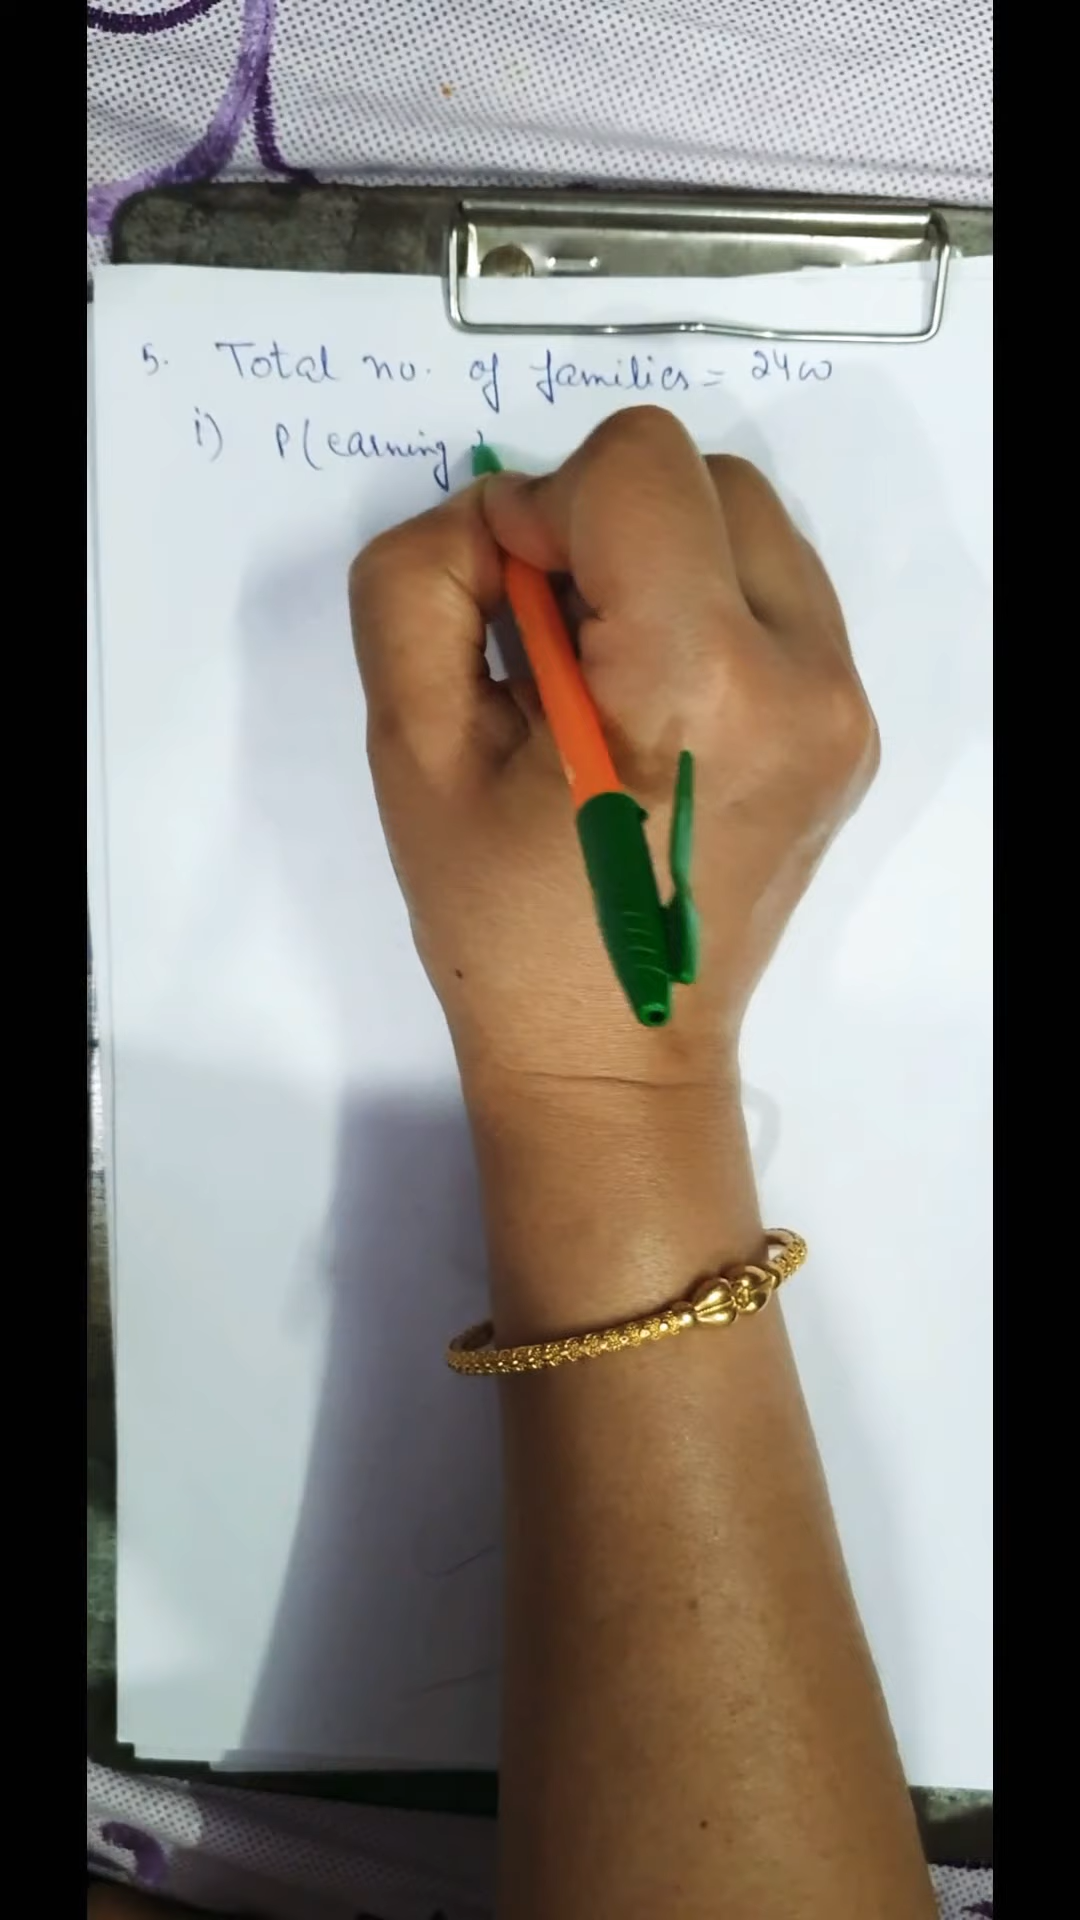 5. Total no. of families = 2400
i) P(earning